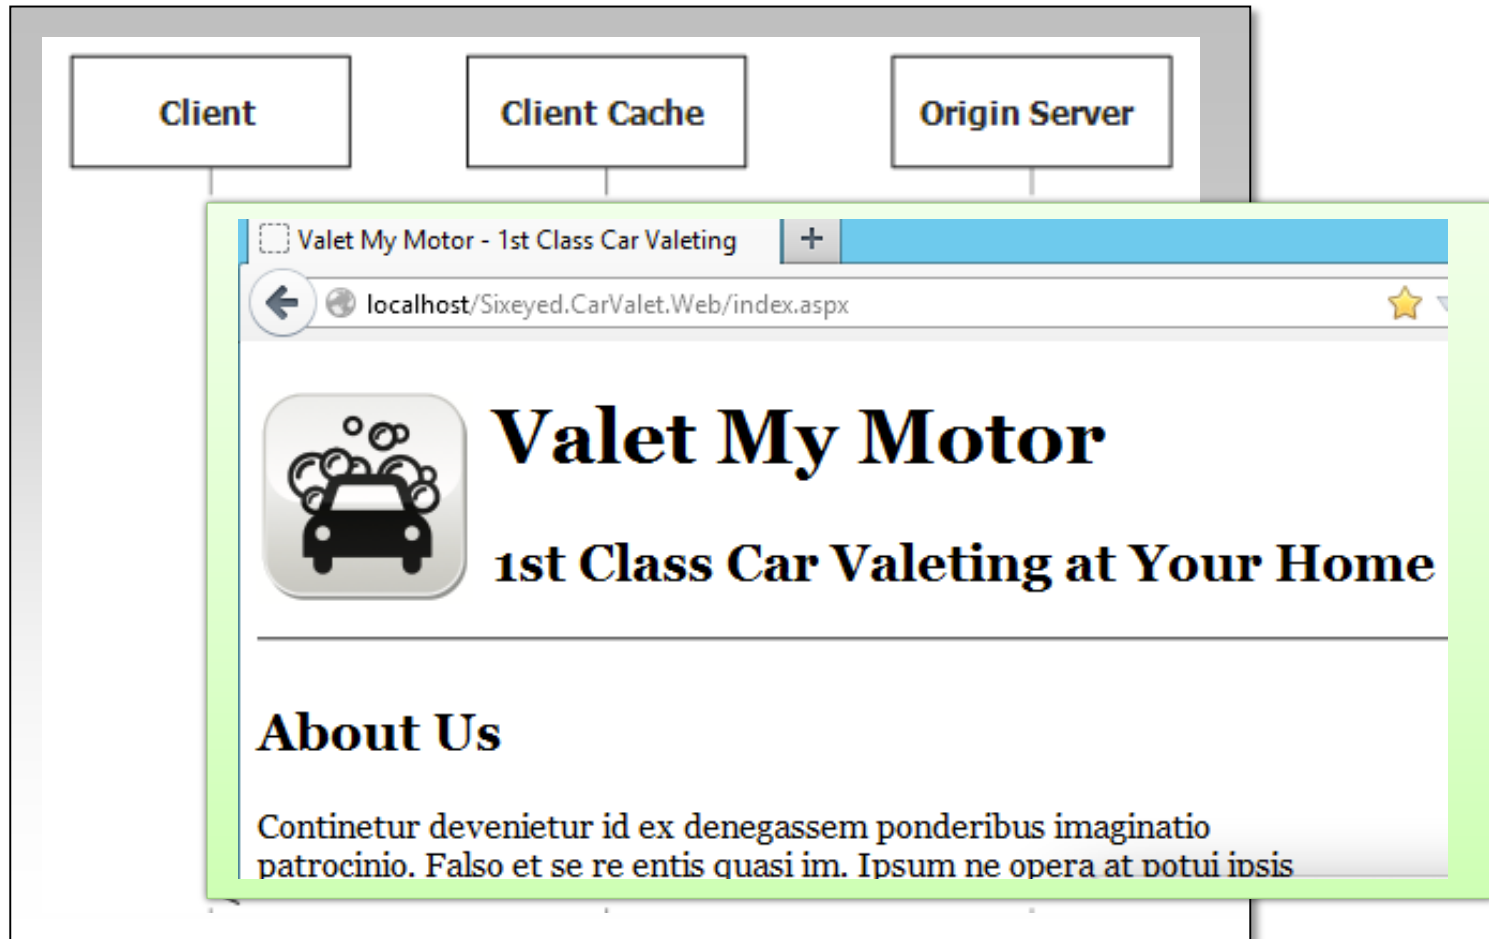 Client
Client Cache
Origin Server
Valet My Motor - 1st Class Car Valeting
+
localhost/Sixeyed.CarValet.Web/index.aspx
Valet My Motor
1st Class Car Valeting at Your Home
About Us
Continetur devenietur id ex denegassem ponderibus imaginatio
patrocinio. Falso et se re entis quasi im. Ipsum ne opera at potui ipsis